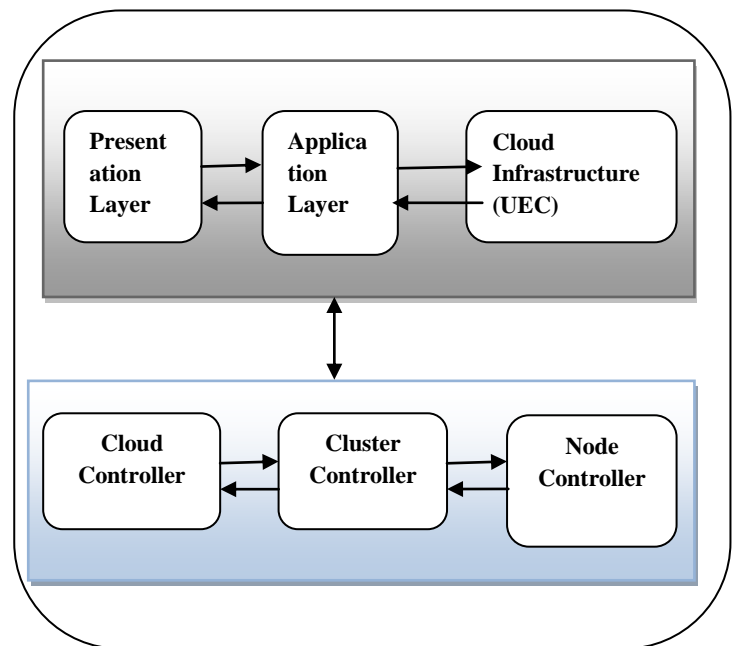 Present
ation
Layer
Applica
tion
Layer
Cloud
Infrastructure
(UEC)
Cloud
Controller
Cluster
Controller
Node
Controller